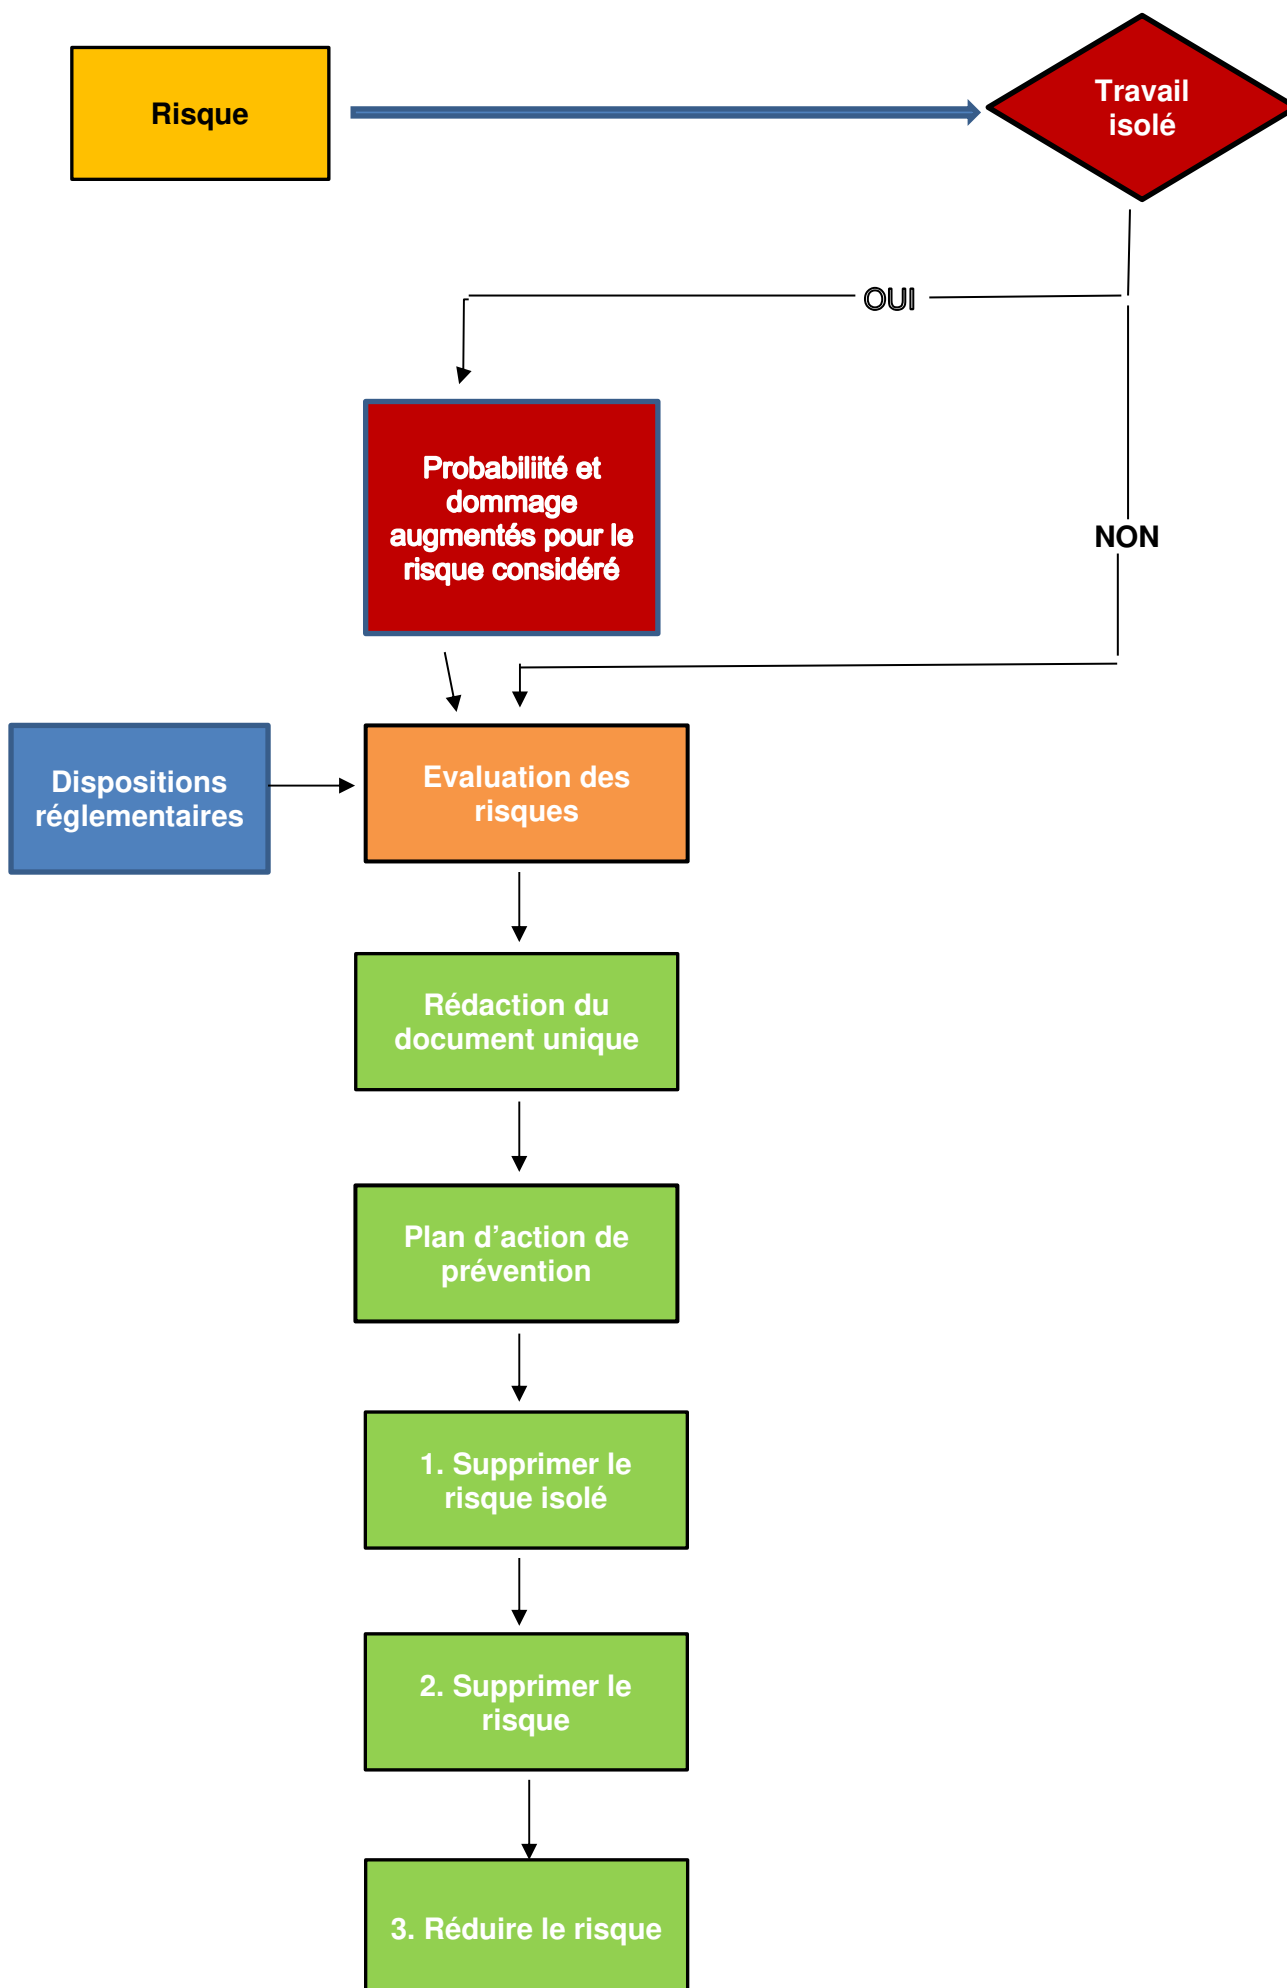 Risque
Travail
isolé
OUI
Probabiliité et
dommage
augmentés pour le
risque considéré
NON
Dispositions
réglementaires
Evaluation des
risques
Rédaction du
document unique
Plan d’action de
prévention
1. Supprimer le
risque isolé
2. Supprimer le
risque
3. Réduire le risque